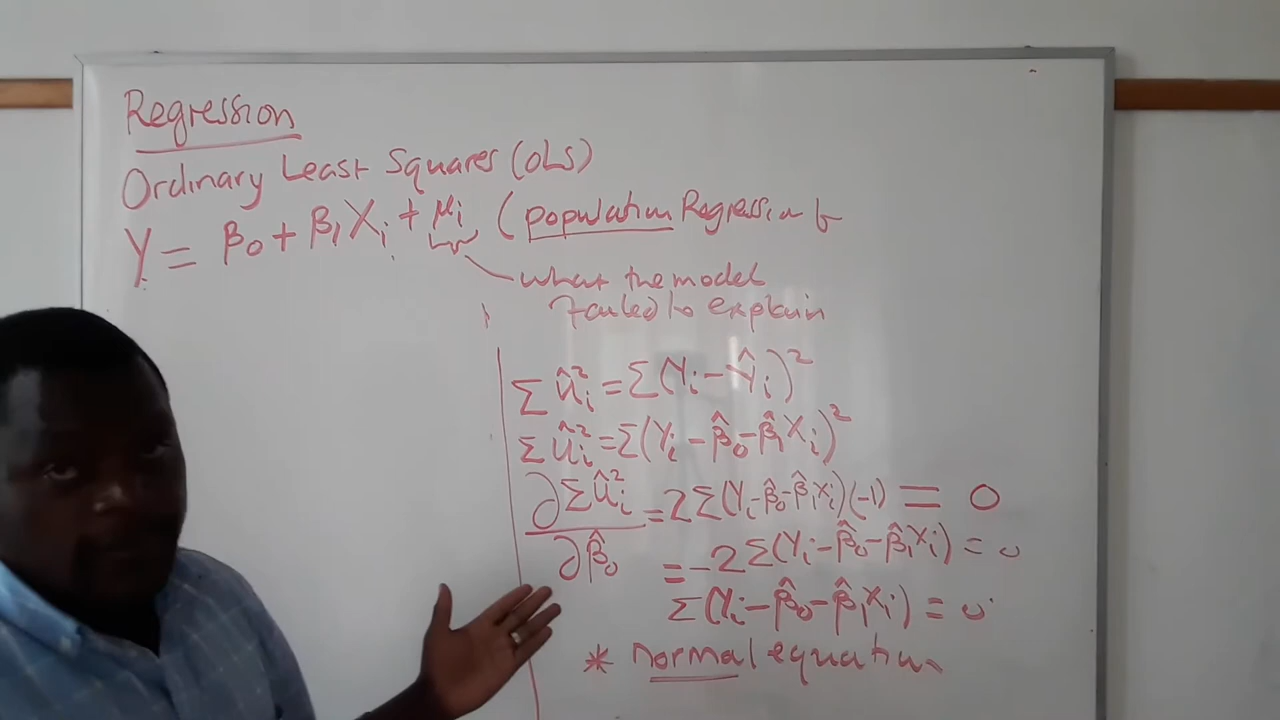 Regression
Ordinary Least Squares (OLS)
Y = β₀ + β₁Xᵢ + μᵢ (population Regression f
what the model
failed to explain
Σûᵢ² = Σ(Yᵢ - Ŷᵢ)²
Σûᵢ² = Σ(Yᵢ - β̂₀ - β̂₁Xᵢ)²
∂Σûᵢ²/∂β̂₀ = 2Σ(Yᵢ - β̂₀ - β̂₁Xᵢ)(-1) = 0
= -2Σ(Yᵢ - β̂₀ - β̂₁Xᵢ) = 0
Σ(Yᵢ - β̂₀ - β̂₁Xᵢ) = 0
* normal equation